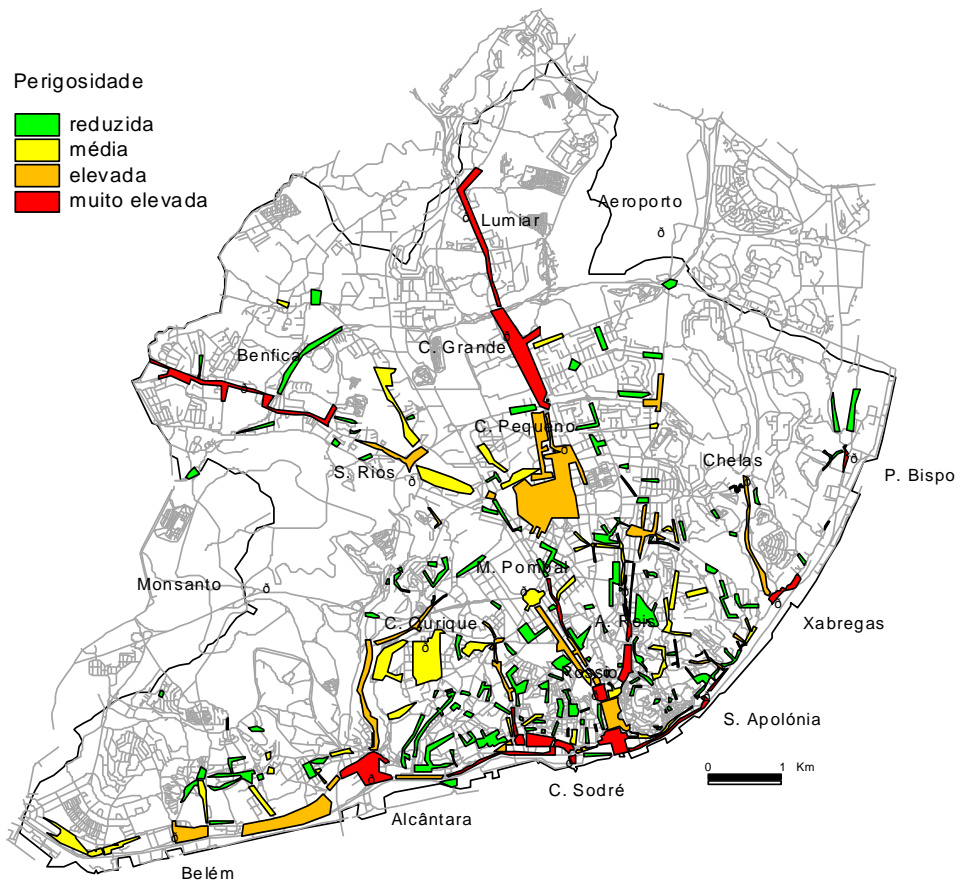 Perigosidade
reduzida
média
elevada
muito elevada
Aeroporto
ð
Lumiar
ð
ð
C. Grande
ð
Benfica
ð
C. Pequeno
ð
Chelas
ð
S. Rios
ð
P. Bispo
ð
M. Pombal
ð
Monsanto
ð
ð
C. Ourique
ð
A. Reis
Xabregas
Rossio
S. Apolónia
0 1 Km
C. Sodré
ð
Alcântara
ð
Belém
ð